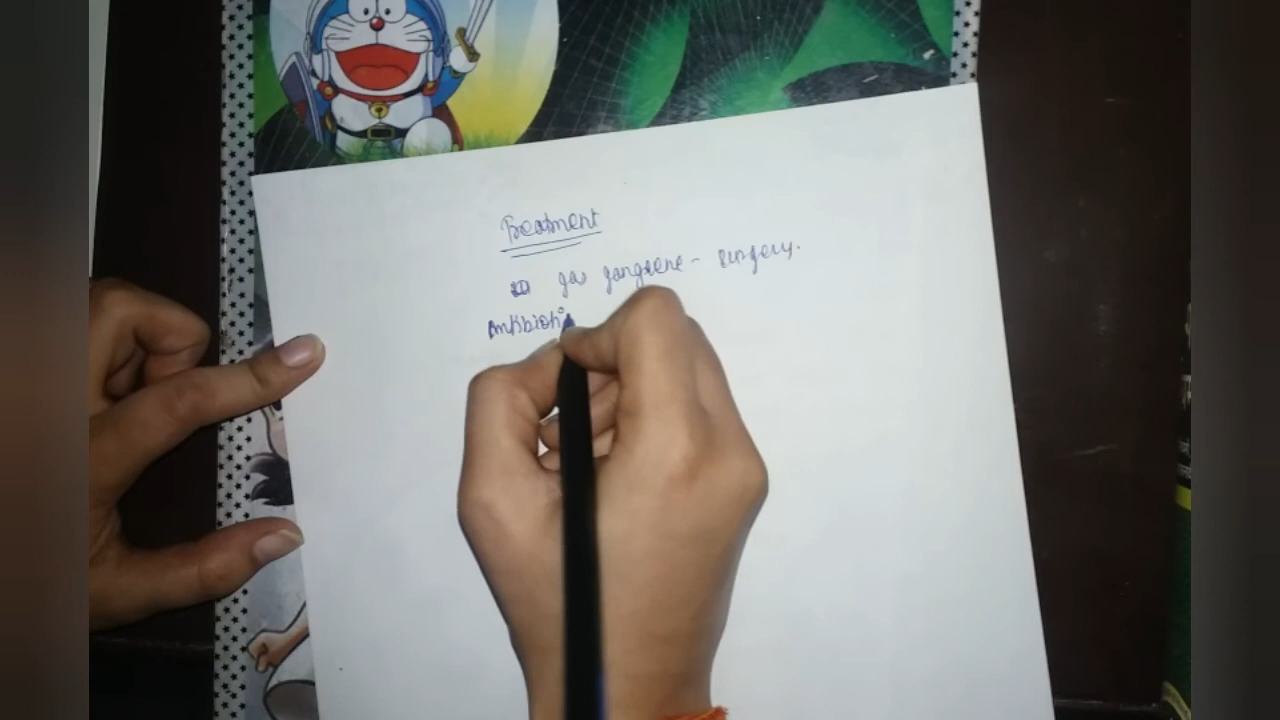 Treatment
gas gangrene - surgery.
Antibioti